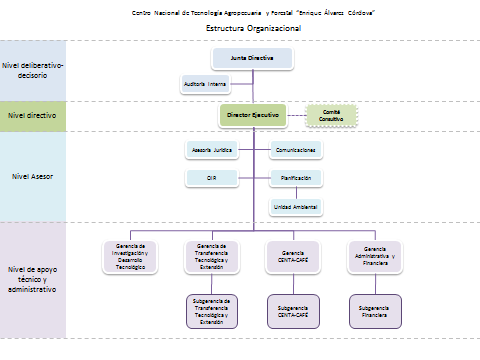 Centro Nacional de Tecnología Agropecuaria y Forestal "Enrique Álvarez Córdova"
Estructura Organizacional
Nivel deliberativo-
decisorio
Junta Directiva
Auditoría Interna
Nivel directivo
Director Ejecutivo
Comité
Consultivo
Nivel Asesor
Asesoría Jurídica
Comunicaciones
OIR
Planificación
Unidad Ambiental
Nivel de apoyo
técnico y
administrativo
Gerencia de
Investigación y
Desarrollo
Tecnológico
Gerencia de
Transferencia
Tecnológica y
Extensión
Gerencia
CENTA-CAFÉ
Gerencia
Administrativa y
Financiera
Subgerencia de
Transferencia
Tecnológica y
Extensión
Subgerencia
CENTA-CAFÉ
Subgerencia
Financiera